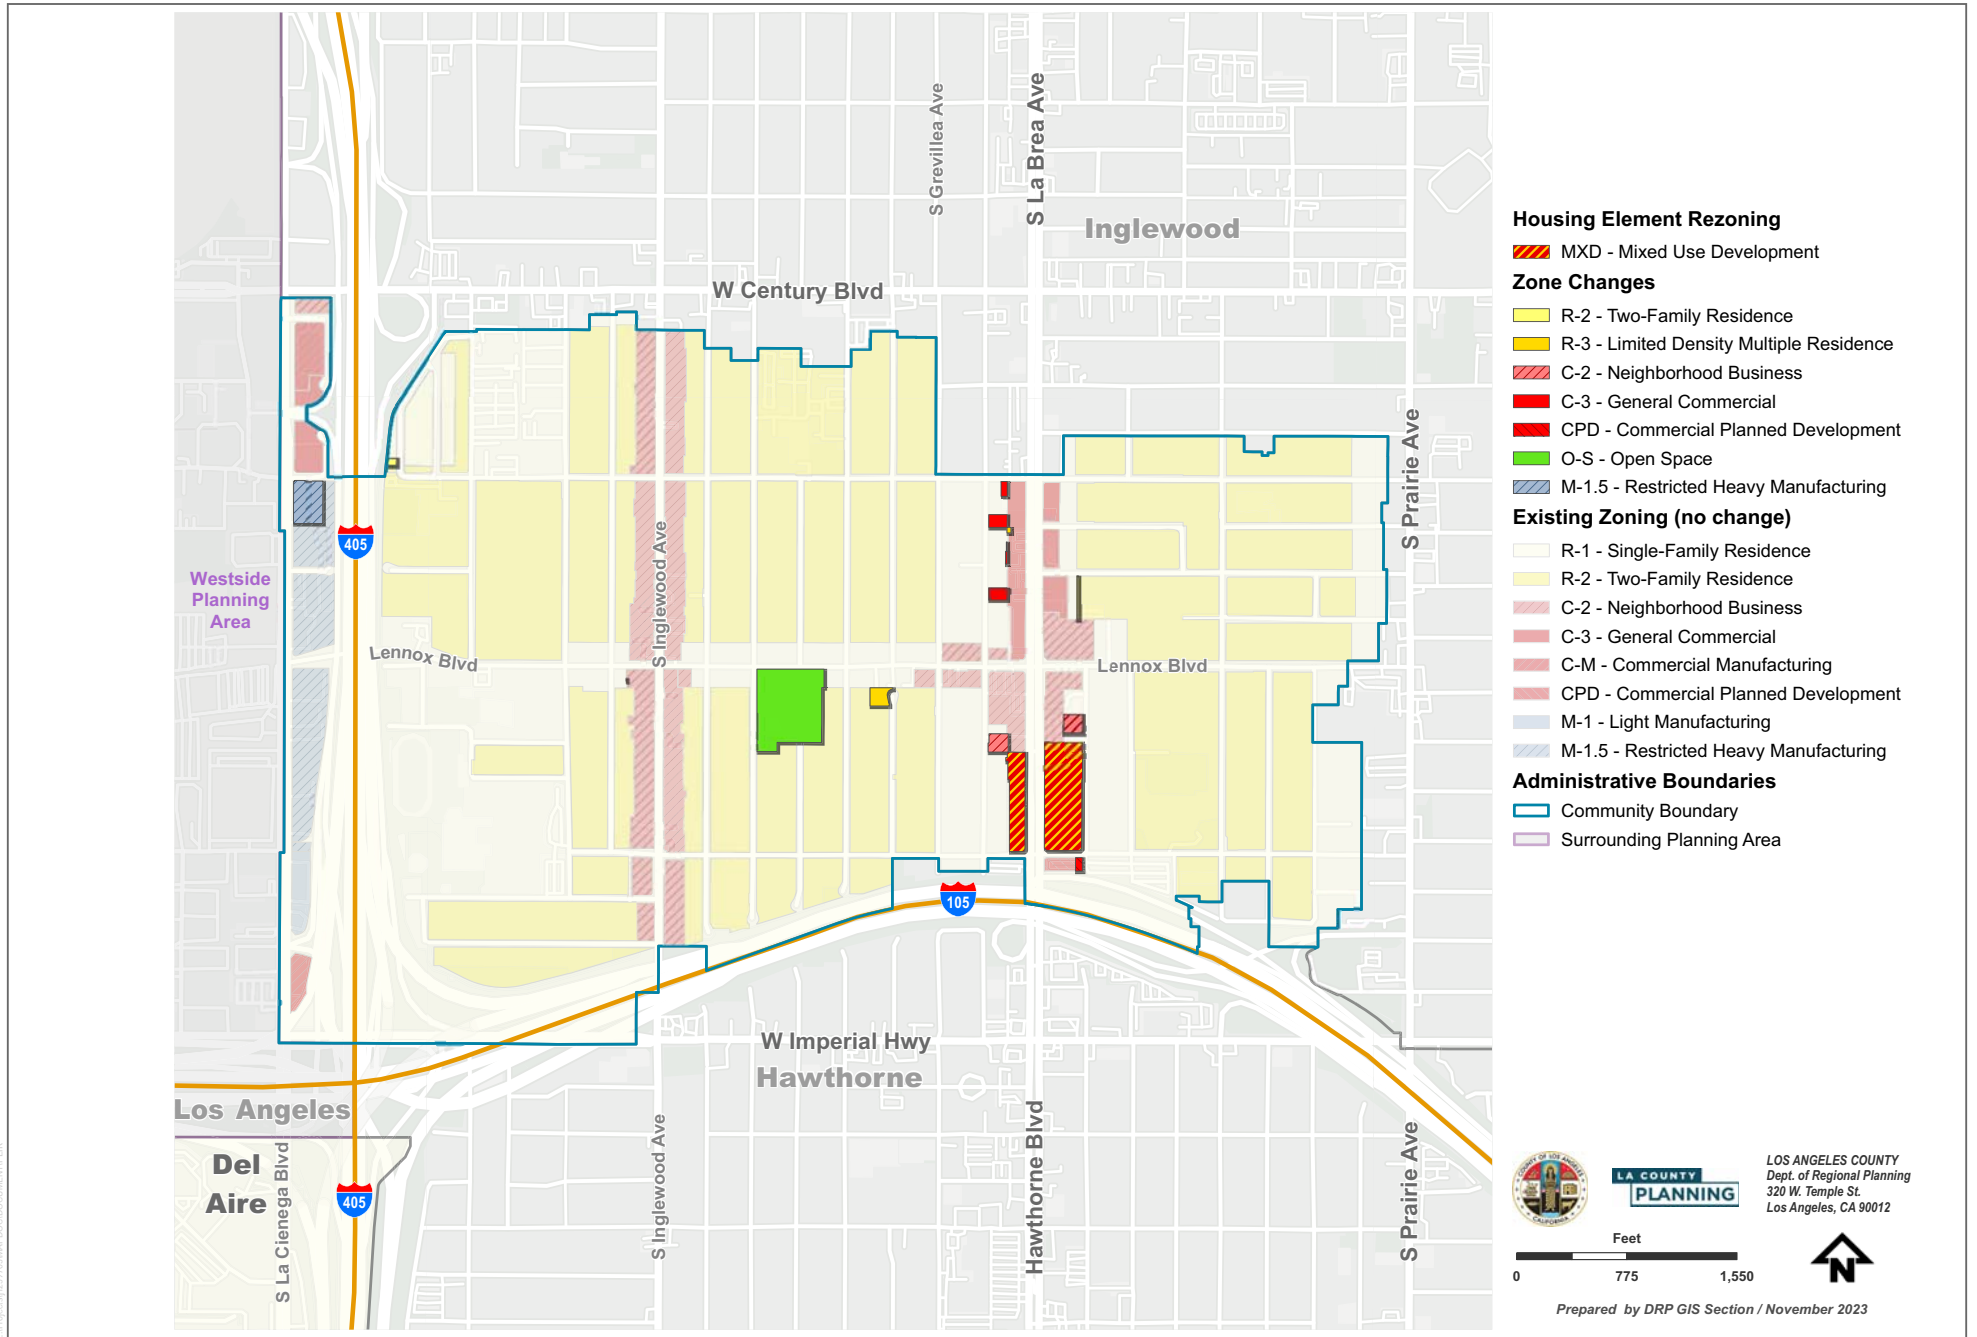 S Grevillea Ave
S La Brea Ave
Inglewood
W Century Blvd
S Prairie Ave
405
S Inglewood Ave
Westside
Planning
Area
Lennox Blvd
Lennox Blvd
105
W Imperial Hwy
Hawthorne
Los Angeles
Del
Aire
S La Cienega Blvd
405
S Inglewood Ave
Hawthorne Blvd
S Prairie Ave
Housing Element Rezoning
MXD - Mixed Use Development
Zone Changes
R-2 - Two-Family Residence
R-3 - Limited Density Multiple Residence
C-2 - Neighborhood Business
C-3 - General Commercial
CPD - Commercial Planned Development
O-S - Open Space
M-1.5 - Restricted Heavy Manufacturing
Existing Zoning (no change)
R-1 - Single-Family Residence
R-2 - Two-Family Residence
C-2 - Neighborhood Business
C-3 - General Commercial
C-M - Commercial Manufacturing
CPD - Commercial Planned Development
M-1 - Light Manufacturing
M-1.5 - Restricted Heavy Manufacturing
Administrative Boundaries
Community Boundary
Surrounding Planning Area
COUNTY OF LOS ANGELES
CALIFORNIA
LA COUNTY
PLANNING
LOS ANGELES COUNTY
Dept. of Regional Planning
320 W. Temple St.
Los Angeles, CA 90012
Feet
0 775 1,550
N
Prepared by DRP GIS Section / November 2023